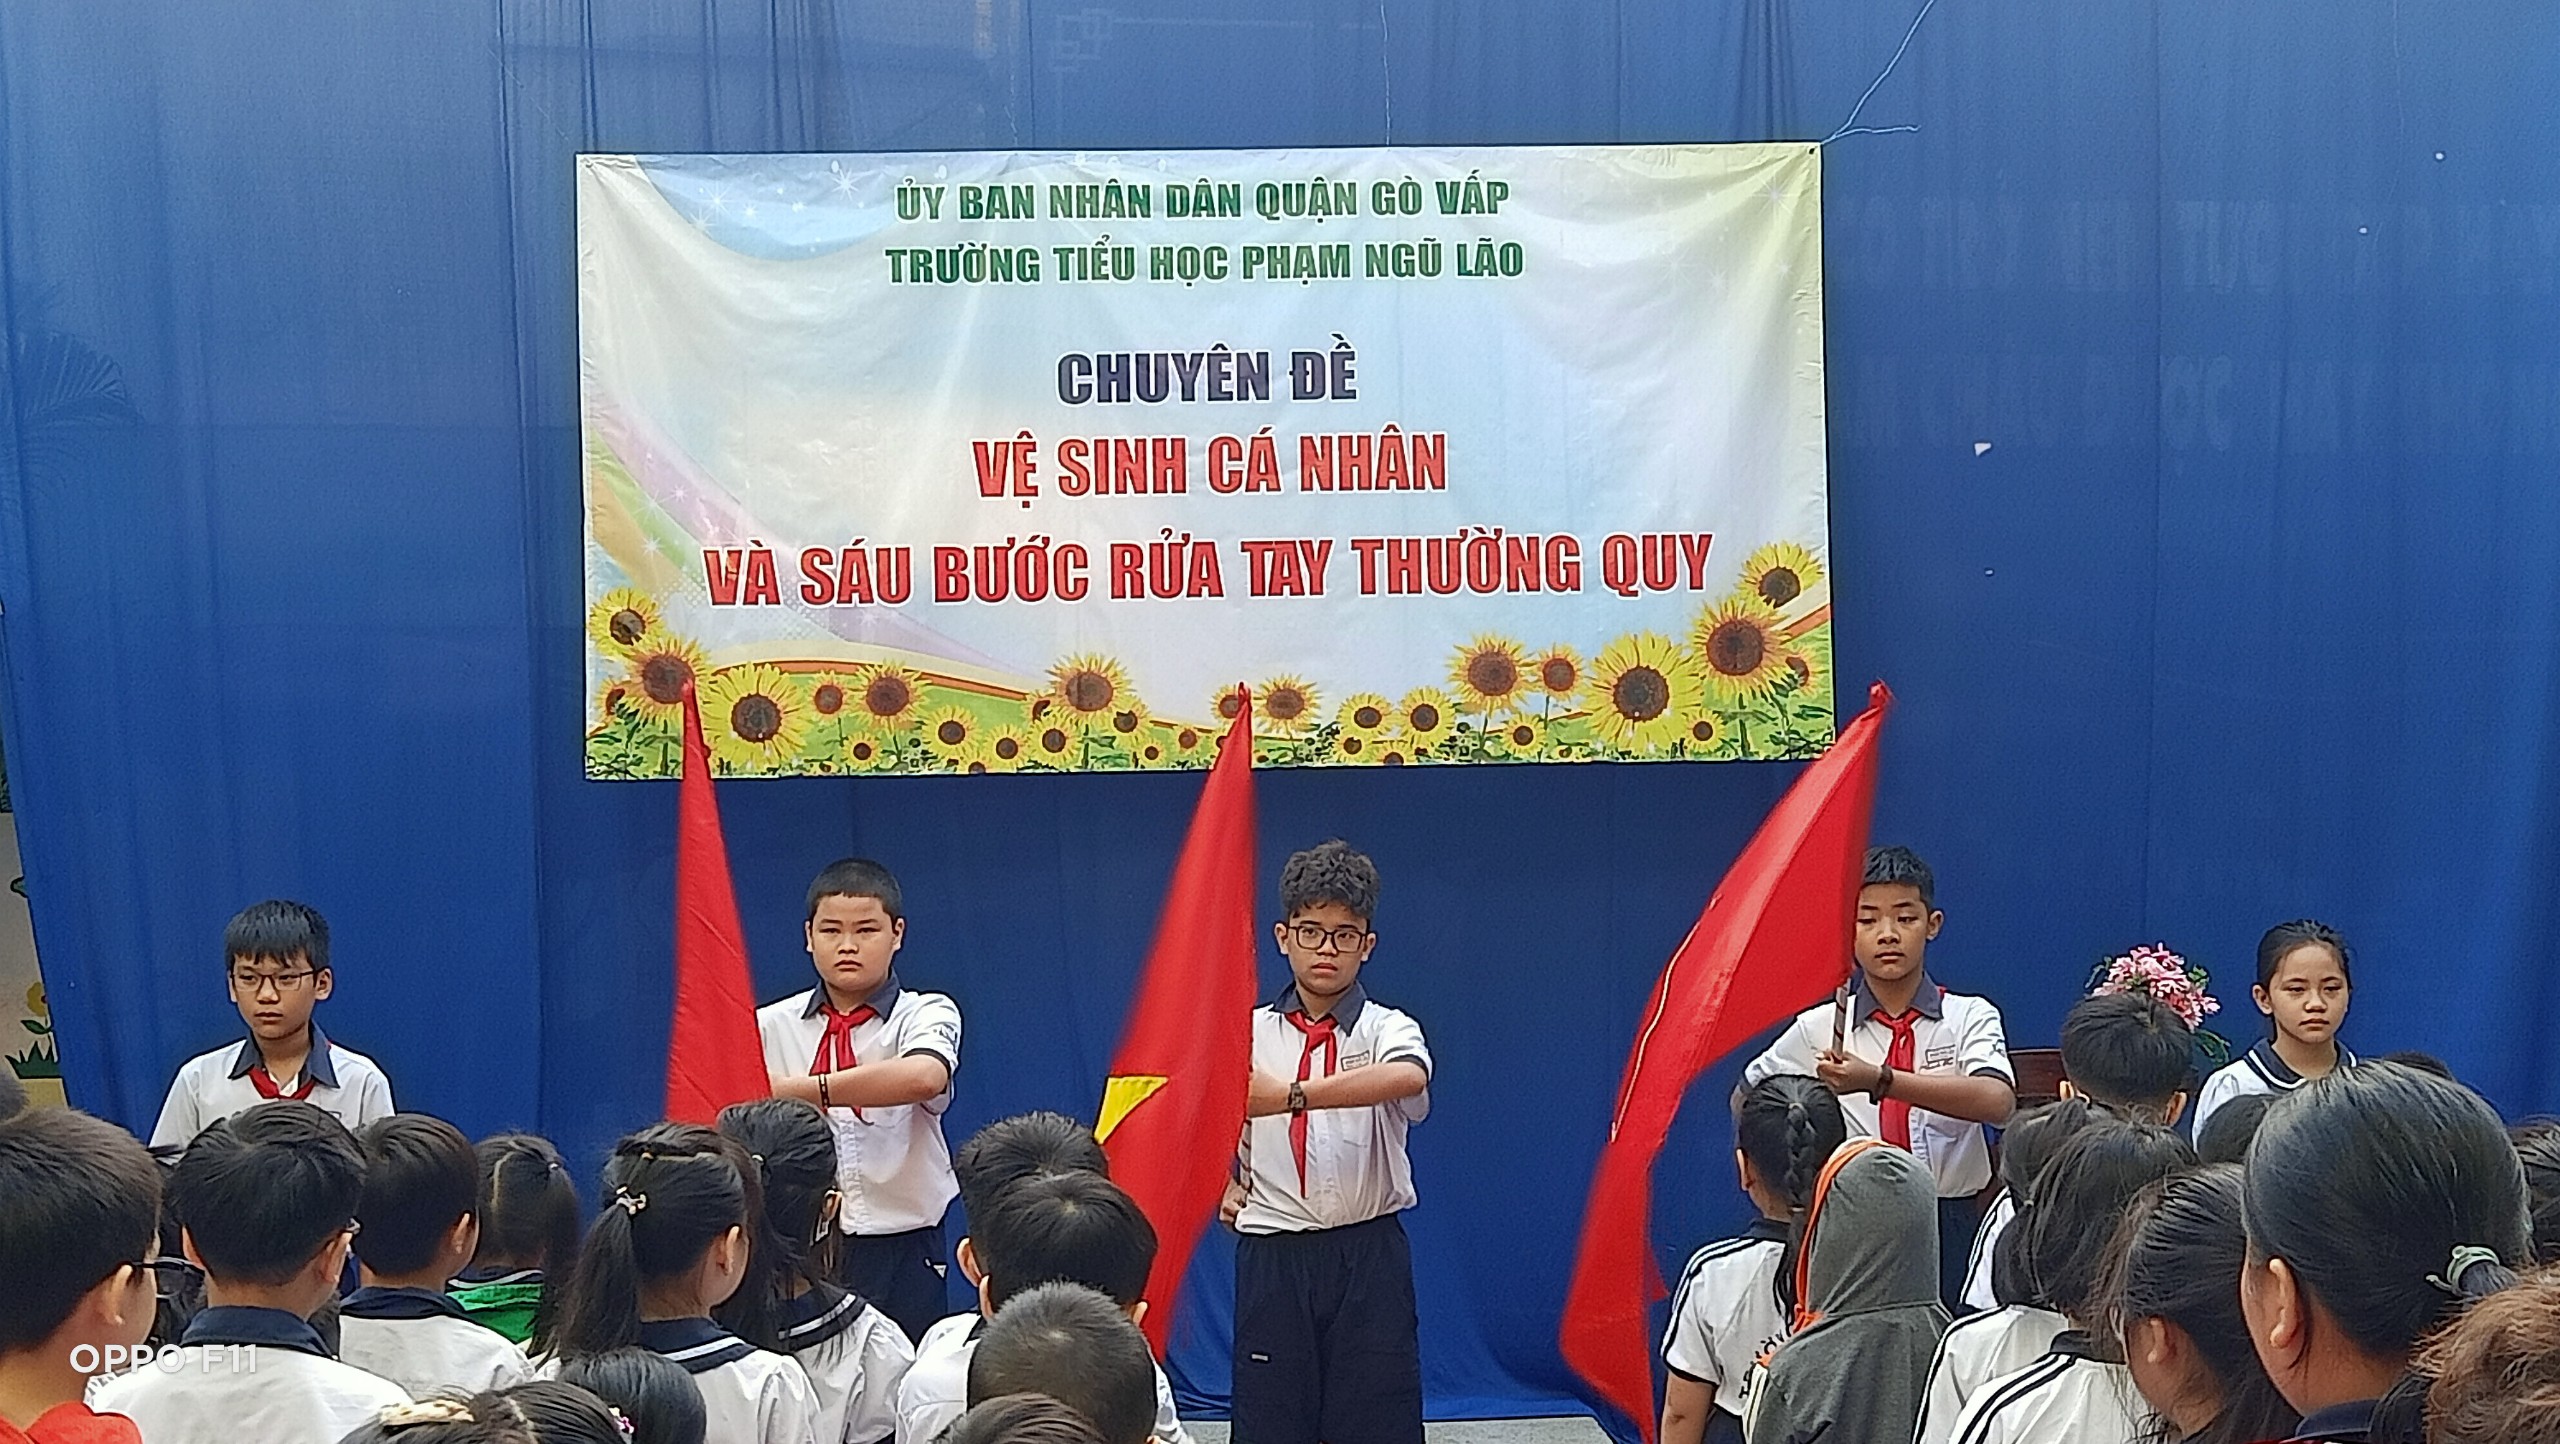 ỦY BAN NHÂN DÂN QUẬN GÒ VẤP
TRƯỜNG TIỂU HỌC PHẠM NGŨ LÃO
CHUYÊN ĐỀ
VỆ SINH CÁ NHÂN
VÀ SÁU BƯỚC RỬA TAY THƯỜNG QUY
OPPO F11